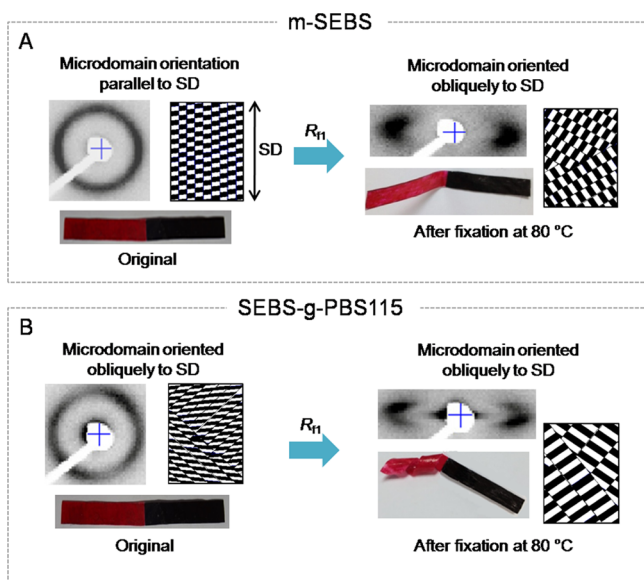 m-SEBS
A
Microdomain orientation
parallel to SD
Microdomain oriented
obliquely to SD
Rf1
SD
Original
After fixation at 80 °C
SEBS-g-PBS115
B
Microdomain oriented
obliquely to SD
Microdomain oriented
obliquely to SD
Rf1
Original
After fixation at 80 °C